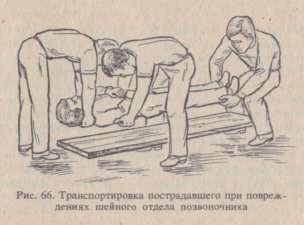 Рис. 66. Транспортировка пострадавшего при повреж-
дениях шейного отдела позвоночника